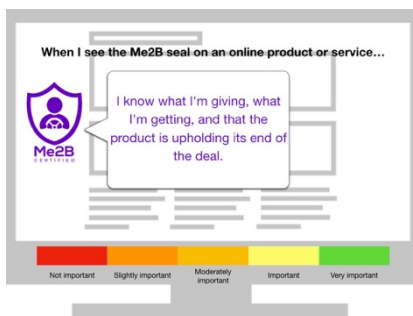 When I see the Me2B seal on an online product or service...
I know what I'm giving, what
I'm getting, and that the
product is upholding its end of
the deal.
Me2B
CERTIFIED
Not important
Slightly important
Moderately
important
Important
Very important